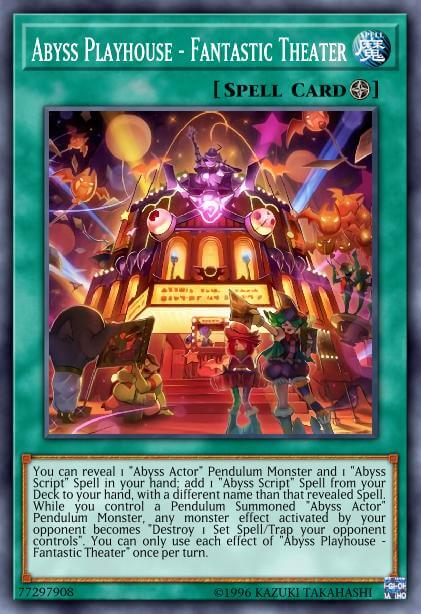 Abyss Playhouse - Fantastic Theater
SPELL
魔
[Spell Card]
You can reveal 1 "Abyss Actor" Pendulum Monster and 1 "Abyss
Script" Spell in your hand; add 1 "Abyss Script" Spell from your
Deck to your hand, with a different name than that revealed Spell.
While you control a Pendulum Summoned "Abyss Actor"
Pendulum Monster, any monster effect activated by your
opponent becomes "Destroy 1 Set Spell/Trap your opponent
controls". You can only use each effect of "Abyss Playhouse -
Fantastic Theater" once per turn.
77297908
©1996 KAZUKI TAKAHASHI